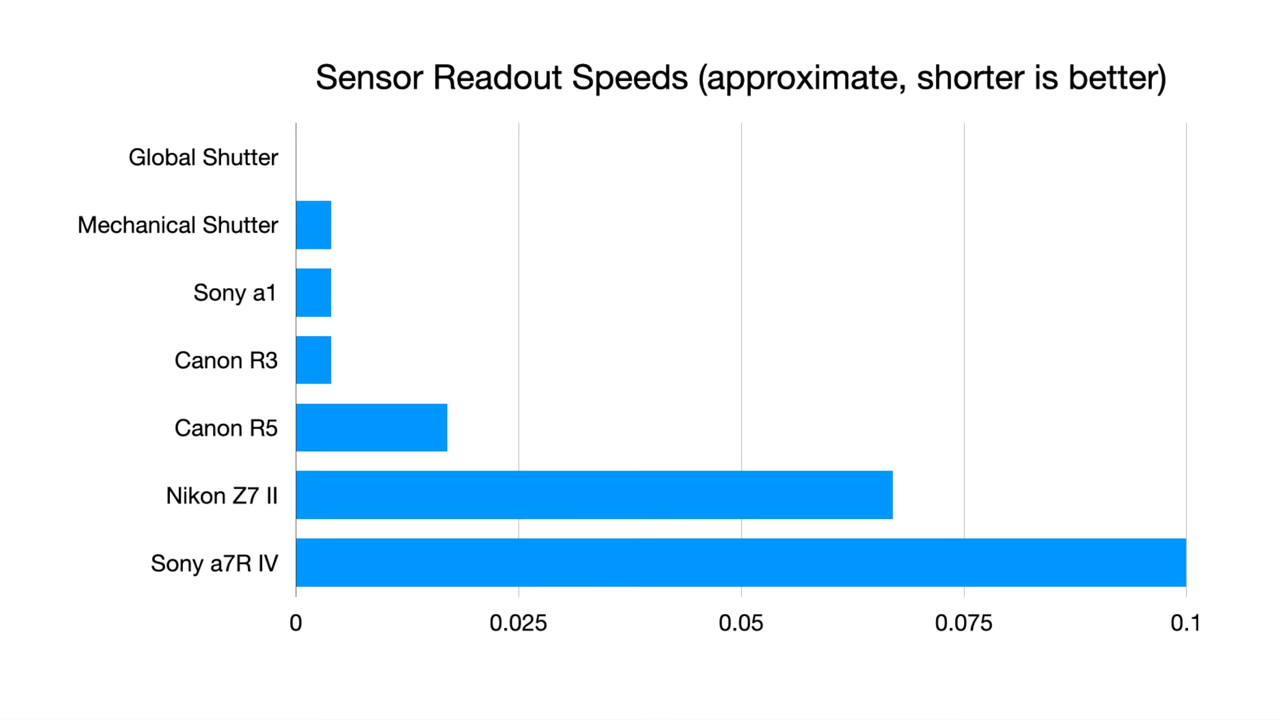 Sensor Readout Speeds (approximate, shorter is better)
Global Shutter
Mechanical Shutter
Sony a1
Canon R3
Canon R5
Nikon Z7 II
Sony a7R IV
0 0.025 0.05 0.075 0.1